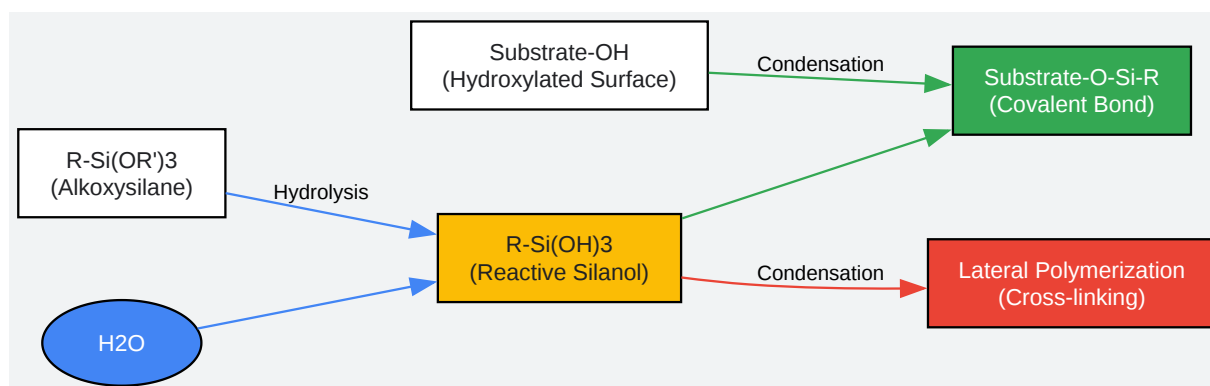 Substrate-OH
(Hydroxylated Surface)
Condensation
Substrate-O-Si-R
(Covalent Bond)
R-Si(OR')3
(Alkoxysilane)
Hydrolysis
R-Si(OH)3
(Reactive Silanol)
Condensation
Lateral Polymerization
(Cross-linking)
H2O